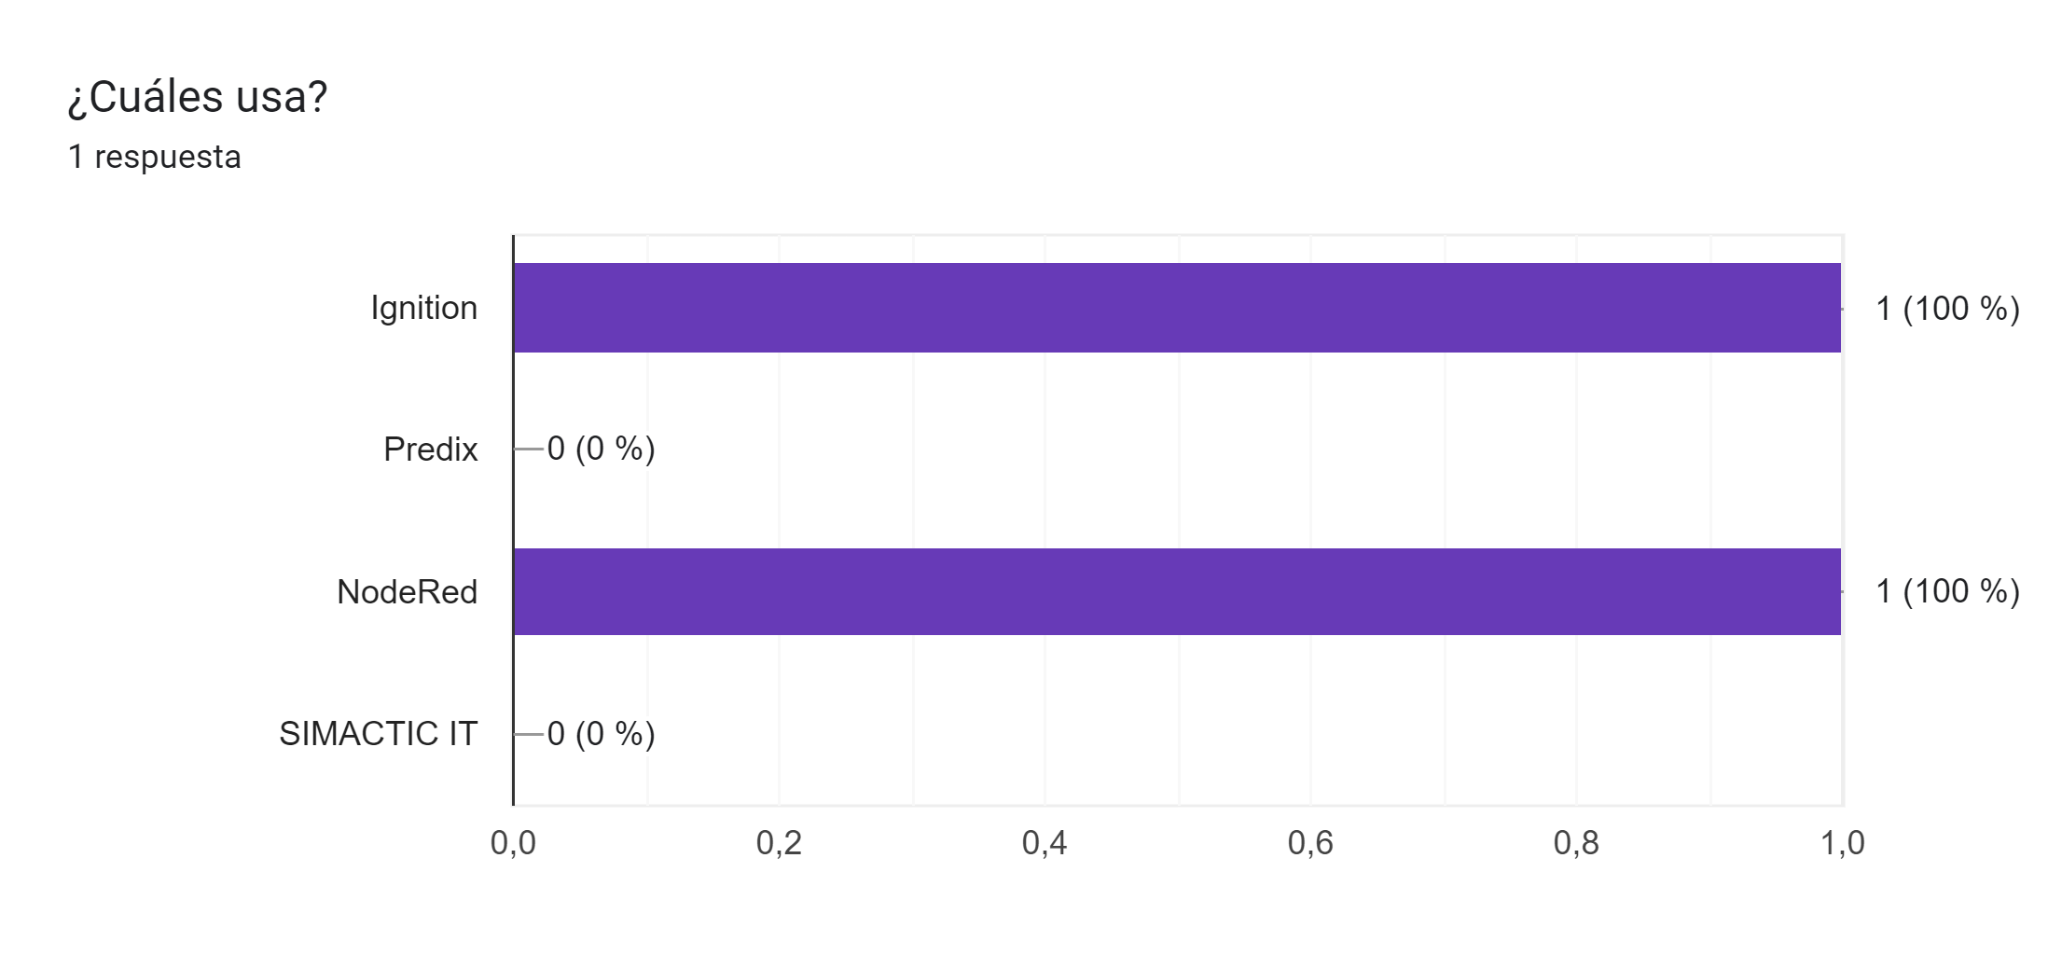 ¿Cuáles usa?
1 respuesta
Ignition
1 (100 %)
Predix
0 (0 %)
NodeRed
1 (100 %)
SIMACTIC IT
0 (0 %)
0,0
0,2
0,4
0,6
0,8
1,0